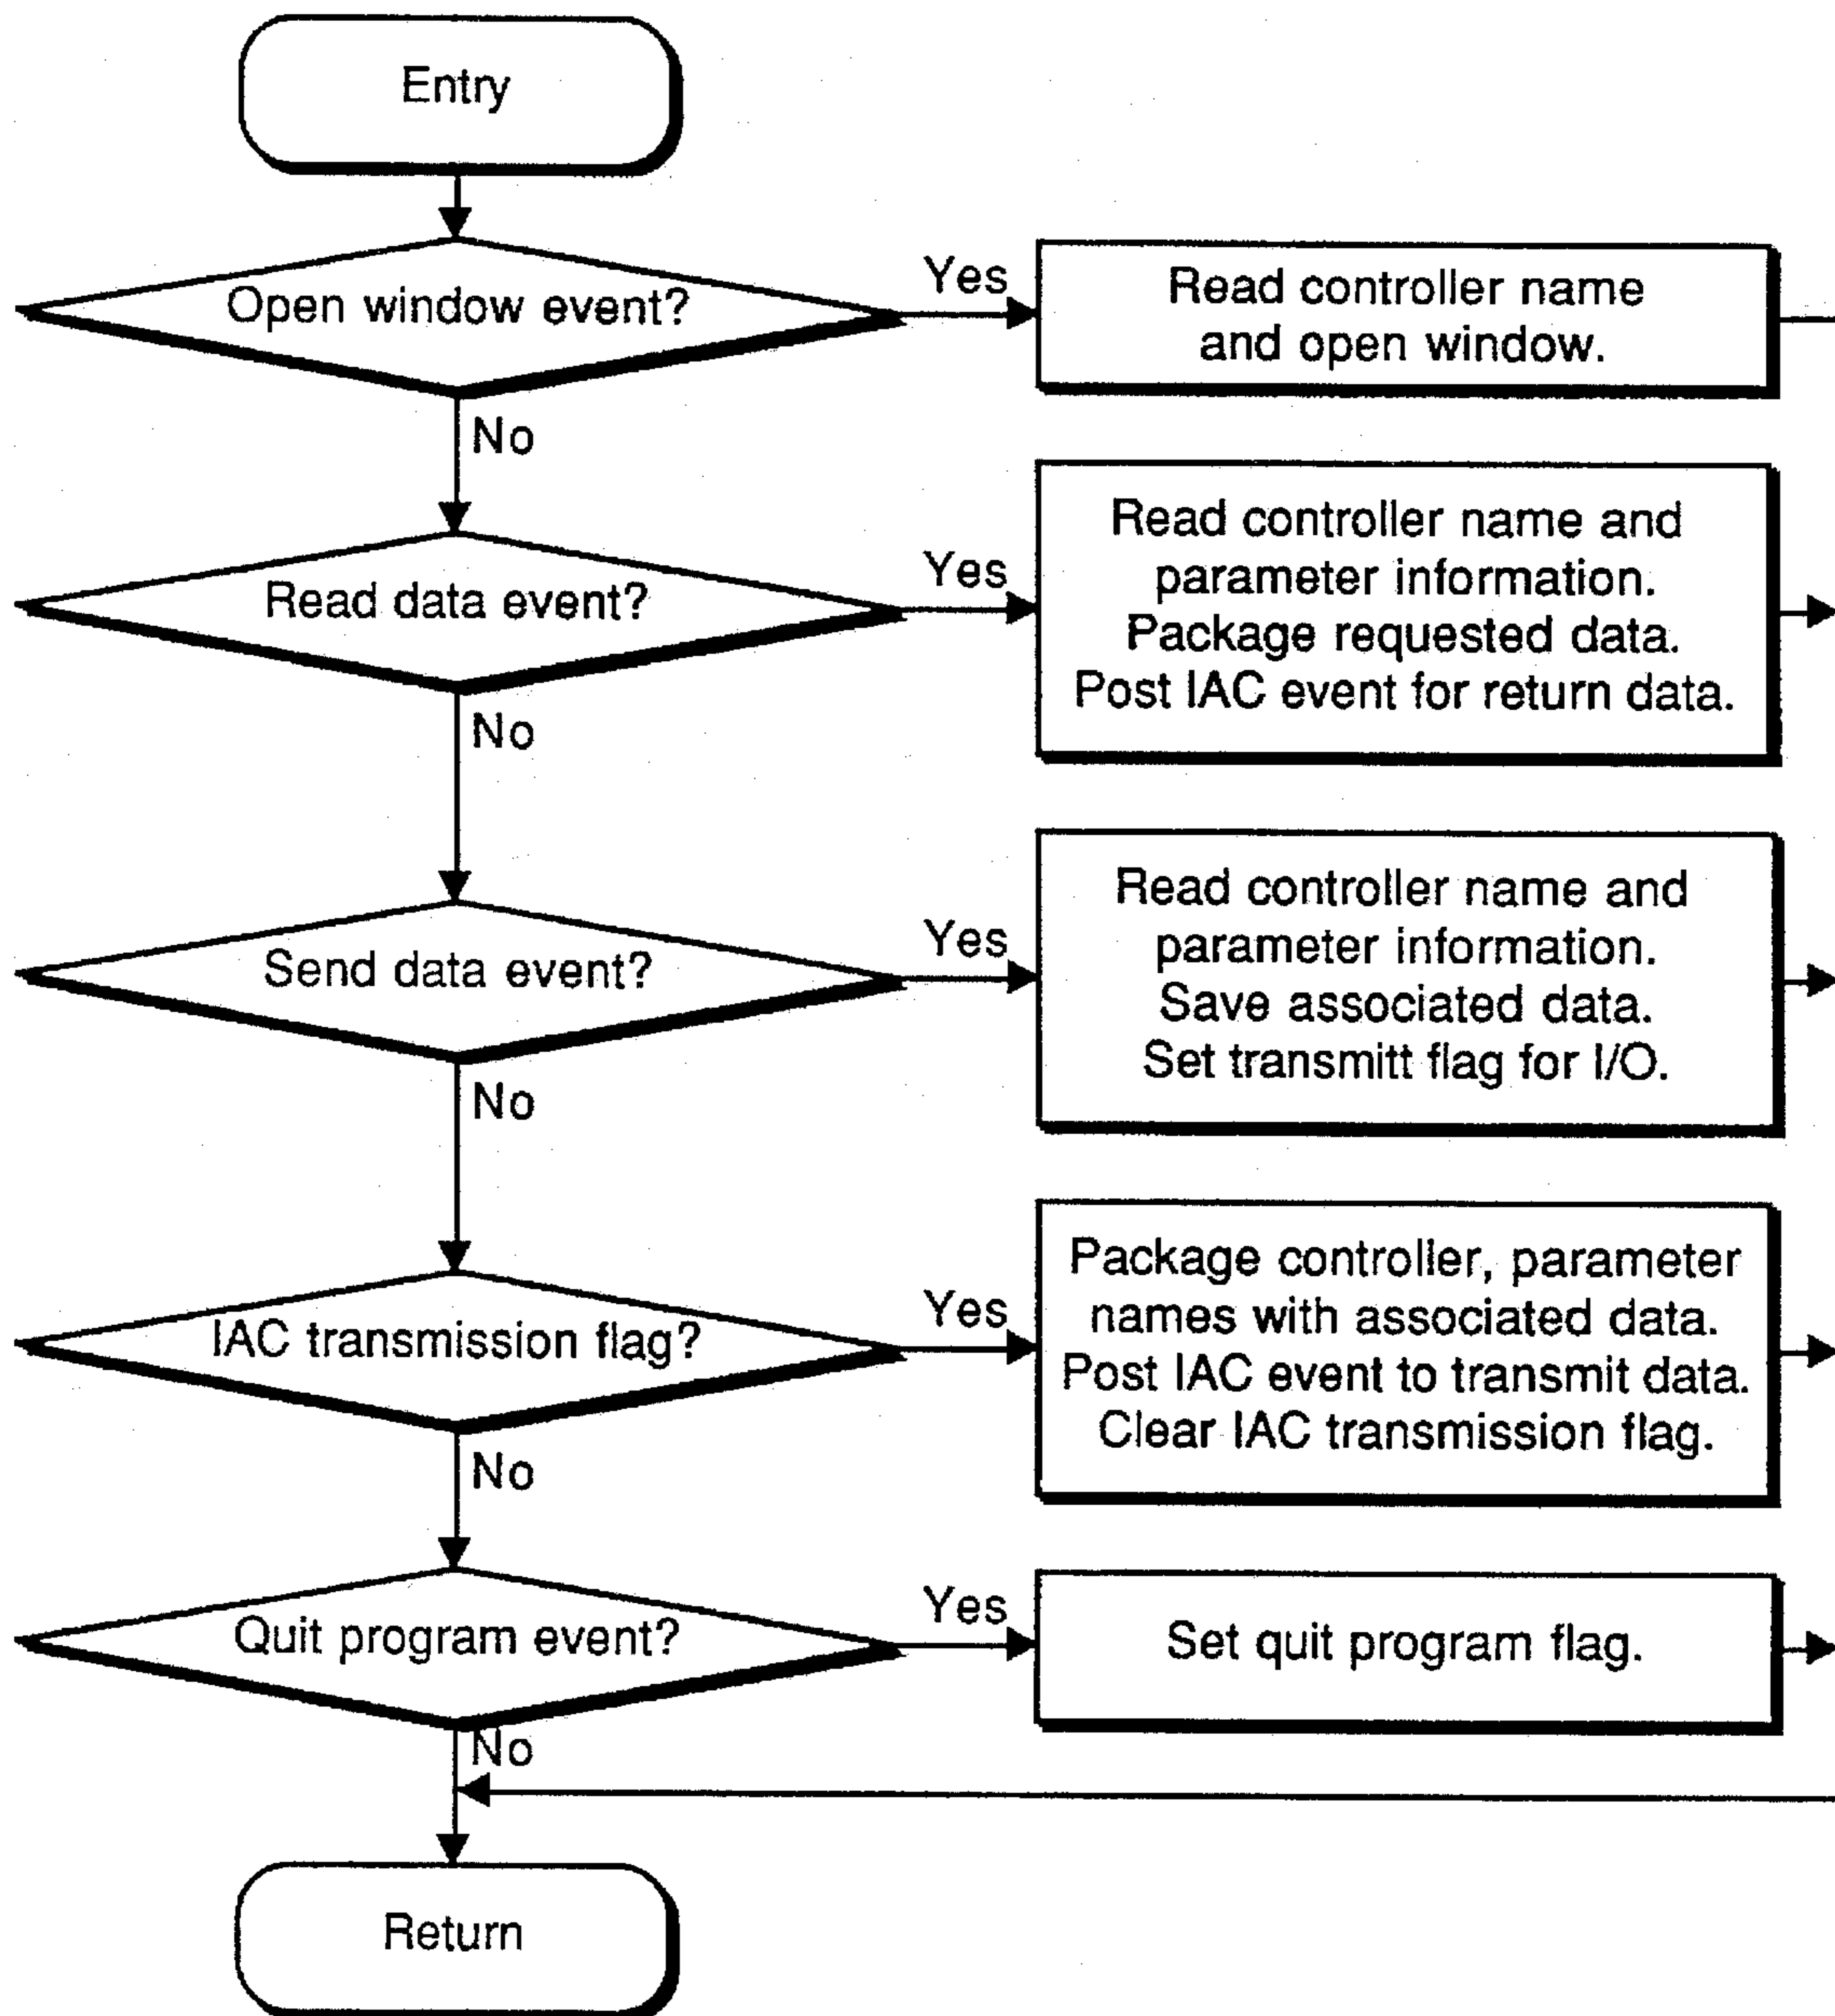 Entry
Open window event?
Yes
Read controller name
and open window.
No
Read data event?
Yes
Read controller name and
parameter information.
Package requested data.
Post IAC event for return data.
No
Send data event?
Yes
Read controller name and
parameter information.
Save associated data.
Set transmitt flag for I/O.
No
IAC transmission flag?
Yes
Package controller, parameter
names with associated data.
Post IAC event to transmit data.
Clear IAC transmission flag.
No
Quit program event?
Yes
Set quit program flag.
No
Return